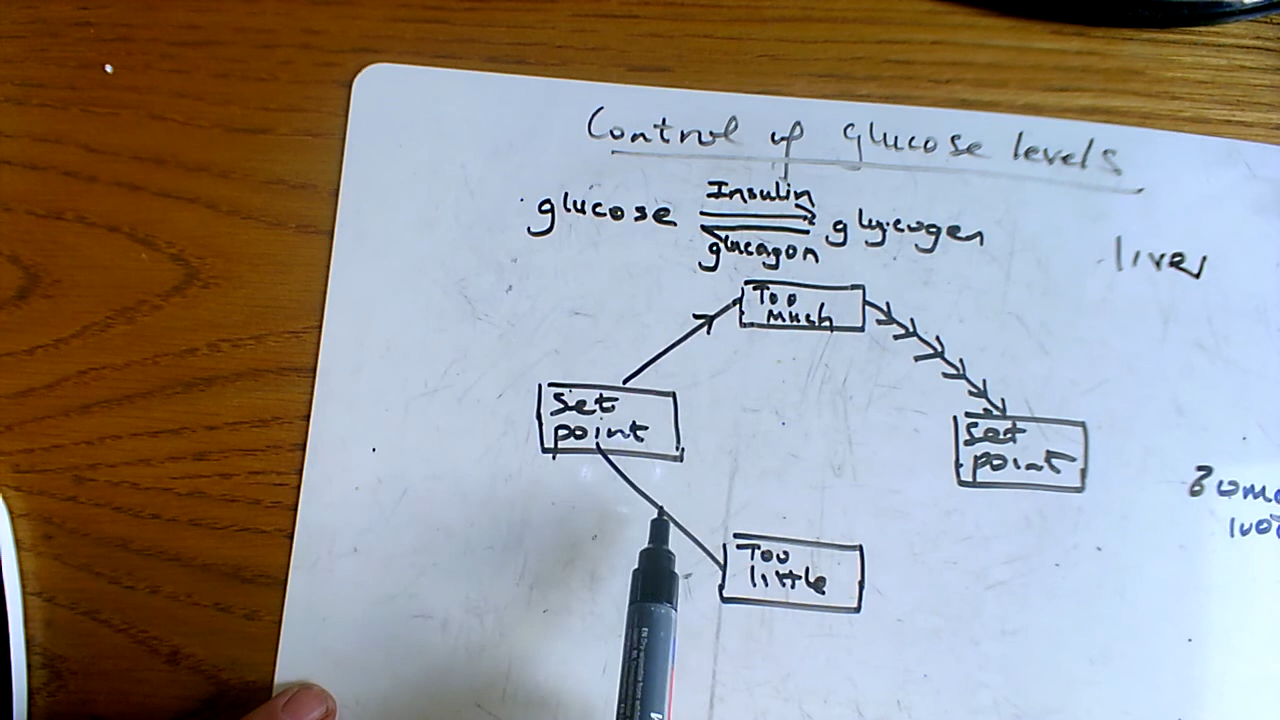 Control of glucose levels
Insulin
glucose
glycogen
glucagon
liver
Too
Much
Set
point
Set
point
Too
little